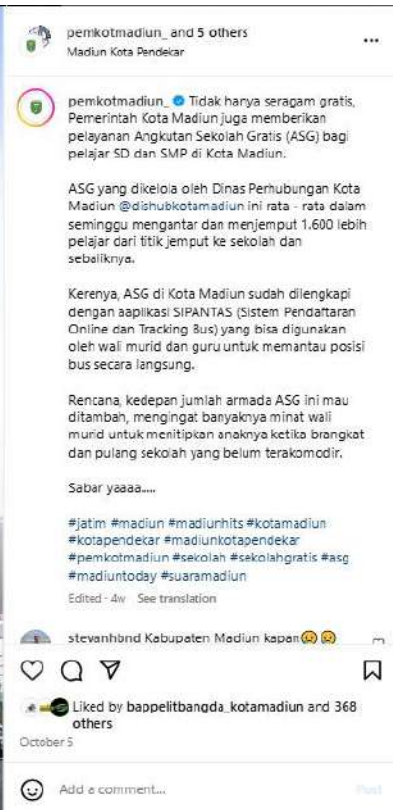 pemkotmadiun_ and 5 others
Madiun Kota Pendekar
pemkotmadiun_ Tidak hanya seragam gratis,
Pemerintah Kota Madiun juga memberikan
pelayanan Angkutan Sekolah Gratis (ASG) bagi
pelajar SD dan SMP di Kota Madiun.
ASG yang dikelola oleh Dinas Perhubungan Kota
Madiun @dishubkotamadiun ini rata - rata dalam
seminggu mengantar dan menjemput 1.600 lebih
pelajar dari titik jemput ke sekolah dan
sebaliknya.
Kerenya, ASG di Kota Madiun sudah dilengkapi
dengan aaplikasi SIPANTAS (Sistem Pendaftaran
Online dan Tracking Bus) yang bisa digunakan
oleh wali murid dan guru untuk memantau posisi
bus secara langsung.
Rencana, kedepan jumlah armada ASG ini mau
ditambah, mengingat banyaknya minat wali
murid untuk menitipkan anaknya ketika brangkat
dan pulang sekolah yang belum terakomodir.
Sabar yaaaa.....
#jatim #madiun #madiunhits #kotamadiun
#kotapendekar #madiunkotapendekar
#pemkotmadiun #sekolah #sekolahgratis #asg
#madiuntoday #suaramadiun
Edited · 4w See translation
stevanhbnd Kabupaten Madiun kapan😥😥
Liked by bappelitbangda_kotamadiun and 368
others
October 5
Add a comment...
Post